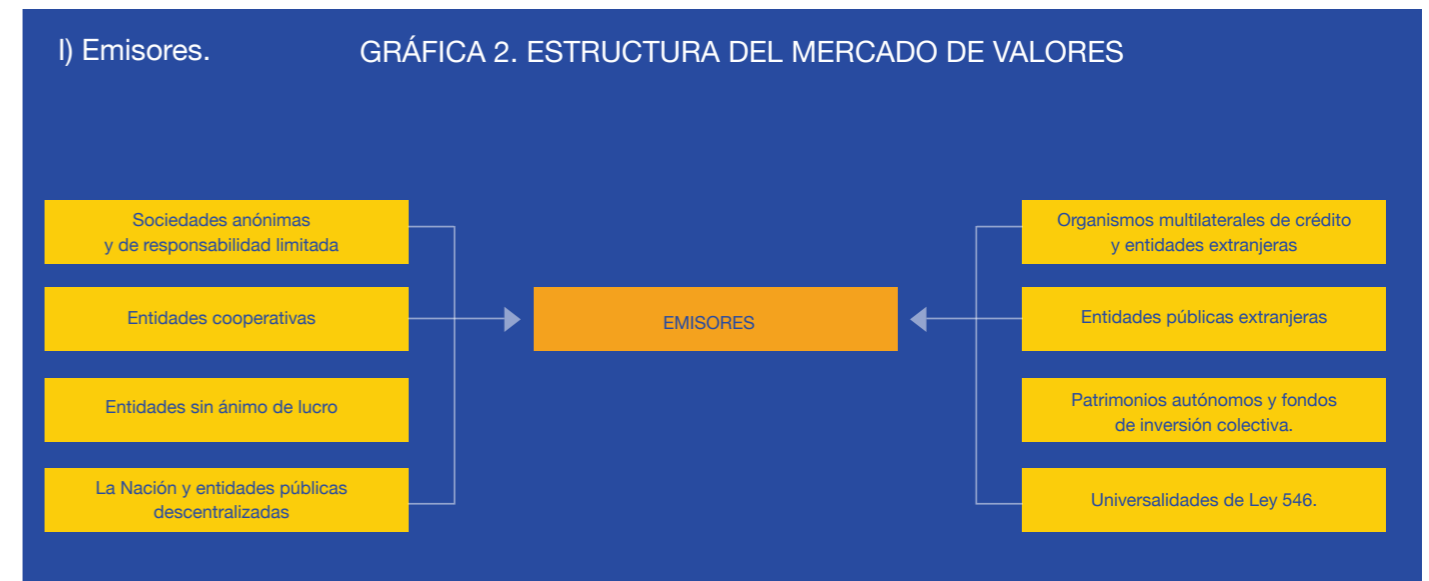 I) Emisores.
GRÁFICA 2. ESTRUCTURA DEL MERCADO DE VALORES
Sociedades anónimas
y de responsabilidad limitada
Entidades cooperativas
Entidades sin ánimo de lucro
La Nación y entidades públicas
descentralizadas
EMISORES
Organismos multilaterales de crédito
y entidades extranjeras
Entidades públicas extranjeras
Patrimonios autónomos y fondos
de inversión colectiva.
Universalidades de Ley 546.